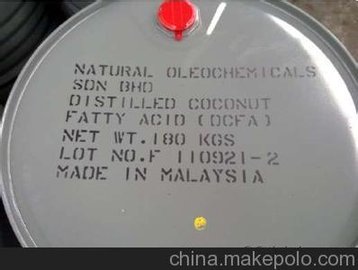 NATURAL OLEOCHEMICALS
SDN BHD
DISTILLED COCONUT
FATTY ACID (DCFA)
NET WT.180 KGS
LOT NO.F 110921-2
MADE IN MALAYSIA
china.makepolo.com